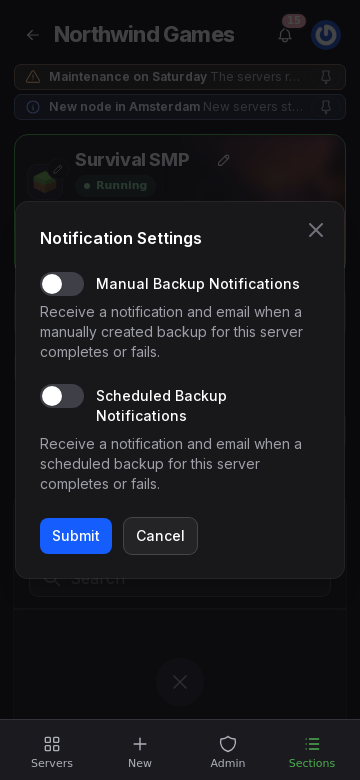 Northwind Games
15
Maintenance on Saturday The servers r...
New node in Amsterdam News servers st...
Survival SMP
Running
Notification Settings
Manual Backup Notifications
Receive a notification and email when a
manually created backup for this server
completes or fails.
Scheduled Backup
Notifications
Receive a notification and email when a
scheduled backup for this server
completes or fails.
Submit
Cancel
Search
Servers
New
Admin
Sections